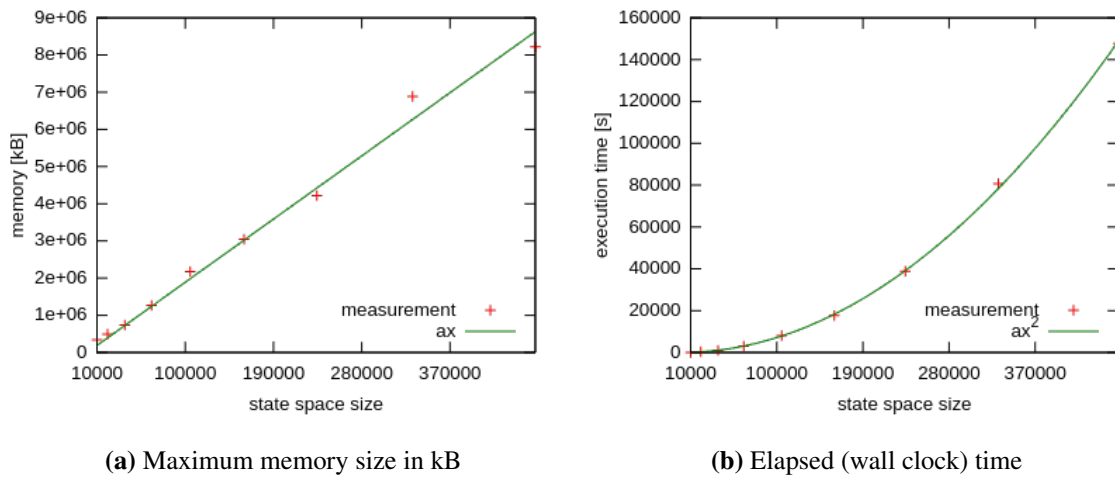 9e+06
8e+06
7e+06
6e+06
5e+06
4e+06
3e+06
2e+06
1e+06
0
memory [kB]
measurement
ax
10000 100000 190000 280000 370000
state space size
(a) Maximum memory size in kB
160000
140000
120000
100000
80000
60000
40000
20000
0
execution time [s]
measurement
ax²
10000 100000 190000 280000 370000
state space size
(b) Elapsed (wall clock) time